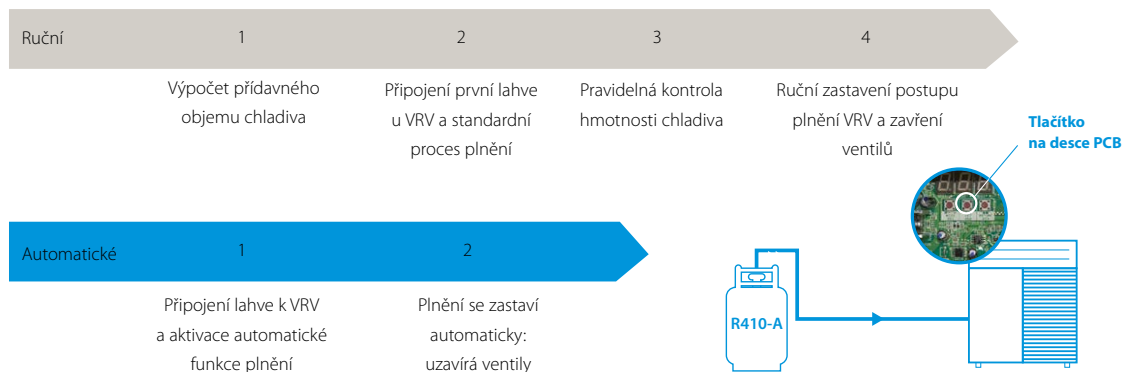 Ruční 1 2 3 4
Výpočet přídavného
objemu chladiva
Připojení první lahve
u VRV a standardní
proces plnění
Pravidelná kontrola
hmotnosti chladiva
Ruční zastavení postupu
plnění VRV a zavření
ventilů
Tlačítko
na desce PCB
Automatické 1 2
Připojení lahve k VRV
a aktivace automatické
funkce plnění
Plnění se zastaví
automaticky:
uzavírá ventily
R410-A